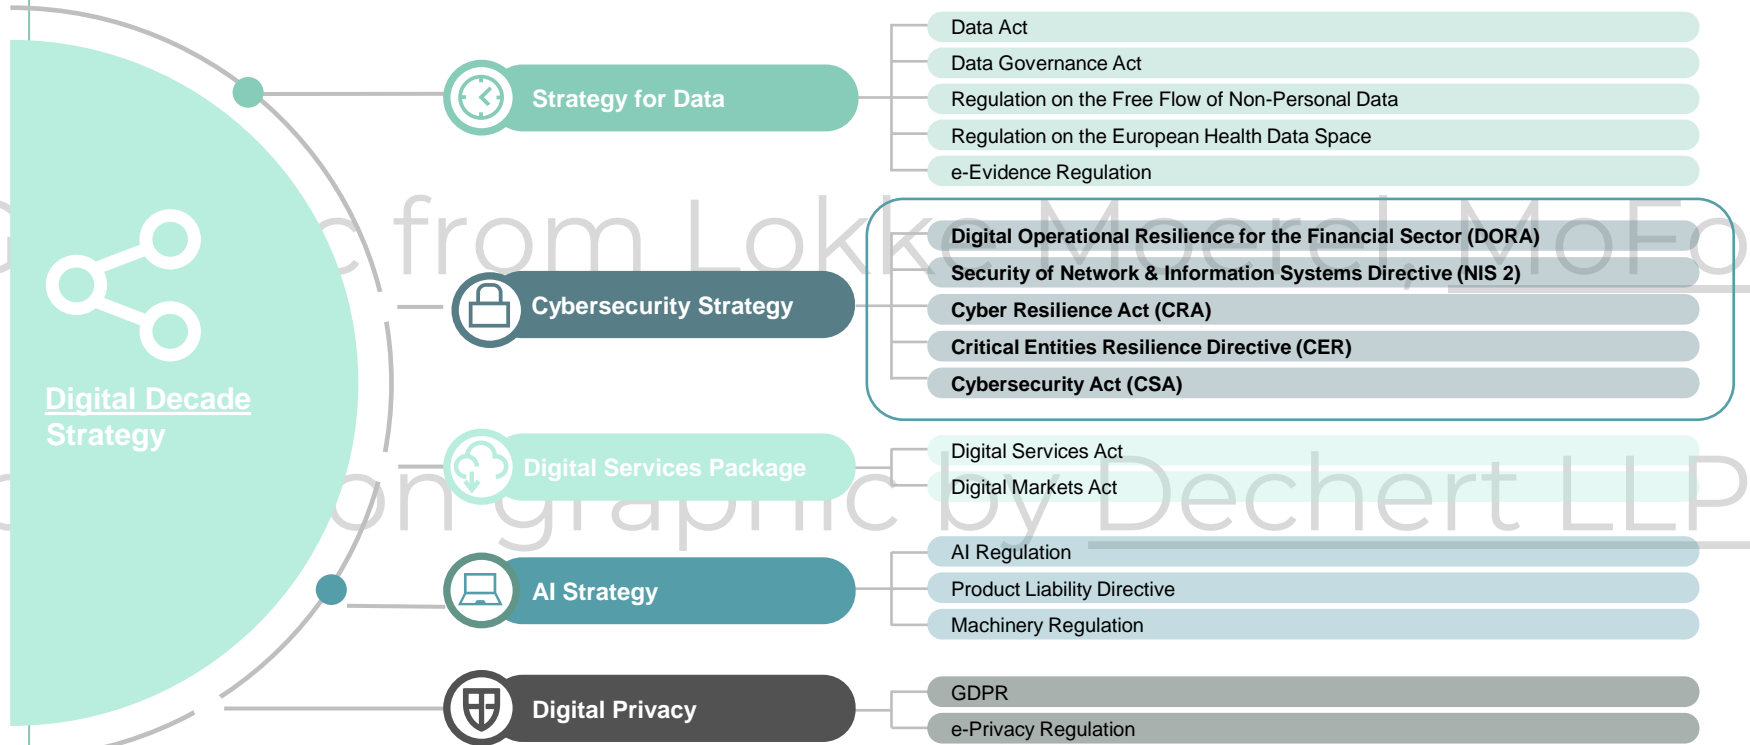 Data Act
Data Governance Act
Strategy for Data
Regulation on the Free Flow of Non-Personal Data
Regulation on the European Health Data Space
e-Evidence Regulation
from Lokke Moerel, MoFo
Digital Operational Resilience for the Financial Sector (DORA)
Security of Network & Information Systems Directive (NIS 2)
Cybersecurity Strategy
Cyber Resilience Act (CRA)
Critical Entities Resilience Directive (CER)
Cybersecurity Act (CSA)
Digital Decade
Strategy
Digital Services Act
Digital Services Package
Digital Markets Act
on graphic by Dechert LLP
AI Regulation
AI Strategy
Product Liability Directive
Machinery Regulation
GDPR
Digital Privacy
e-Privacy Regulation